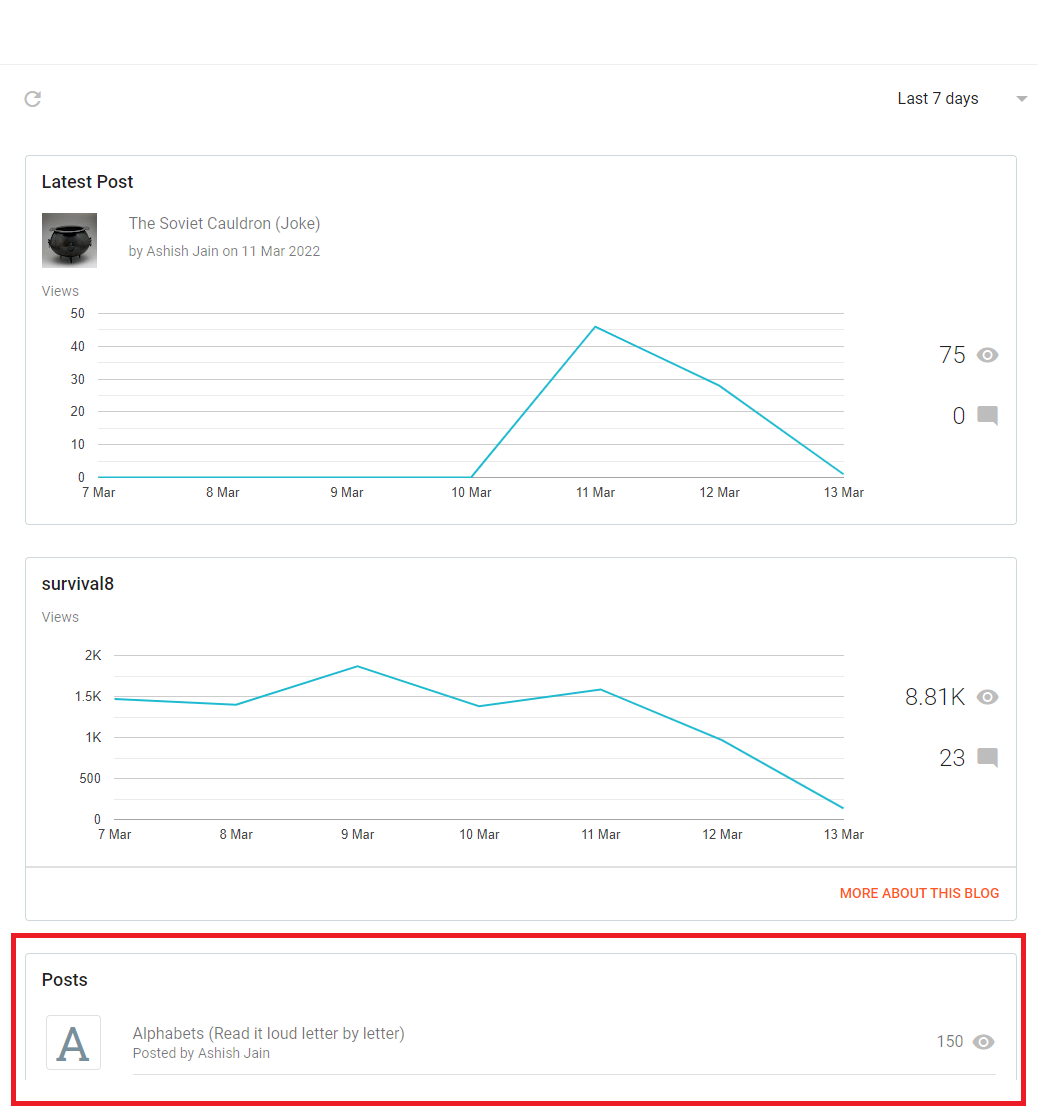 Last 7 days
Latest Post
The Soviet Cauldron (Joke)
by Ashish Jain on 11 Mar 2022
Views
50
40
30
20
10
0
7 Mar 8 Mar 9 Mar 10 Mar 11 Mar 12 Mar 13 Mar
75
0
survival8
Views
2K
1.5K
1K
500
0
7 Mar 8 Mar 9 Mar 10 Mar 11 Mar 12 Mar 13 Mar
8.81K
23
MORE ABOUT THIS BLOG
Posts
A
Alphabets (Read it loud letter by letter)
Posted by Ashish Jain
150